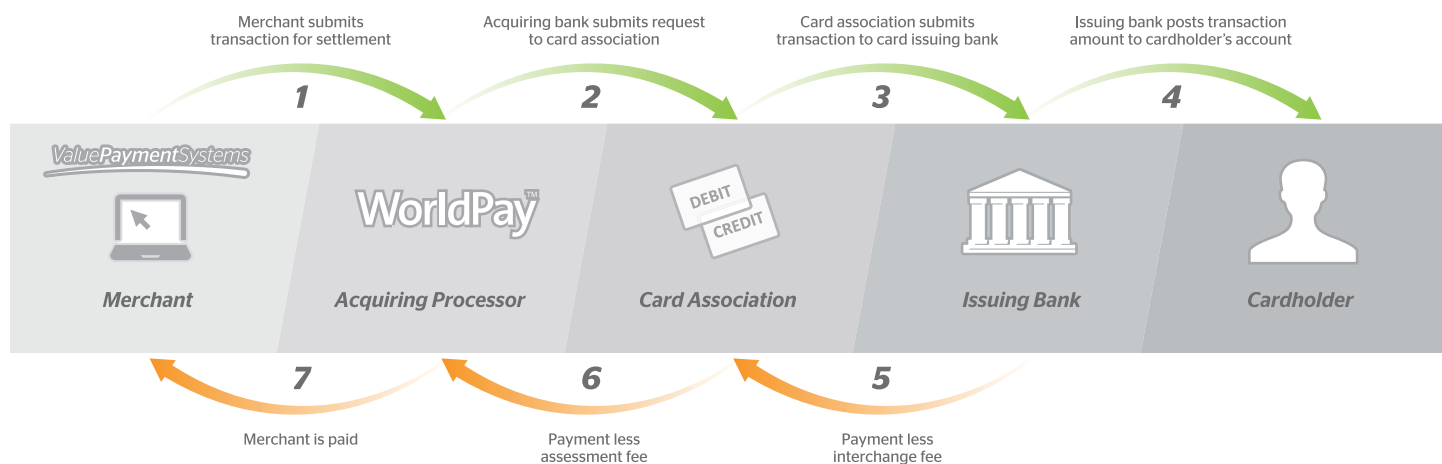 Merchant submits
transaction for settlement
Acquiring bank submits request
to card association
Card association submits
transaction to card issuing bank
Issuing bank posts transaction
amount to cardholder's account
1
2
3
4
ValuePaymentSystems
WorldPay™
DEBIT
CREDIT
Merchant
Acquiring Processor
Card Association
Issuing Bank
Cardholder
7
6
5
Merchant is paid
Payment less
assessment fee
Payment less
interchange fee